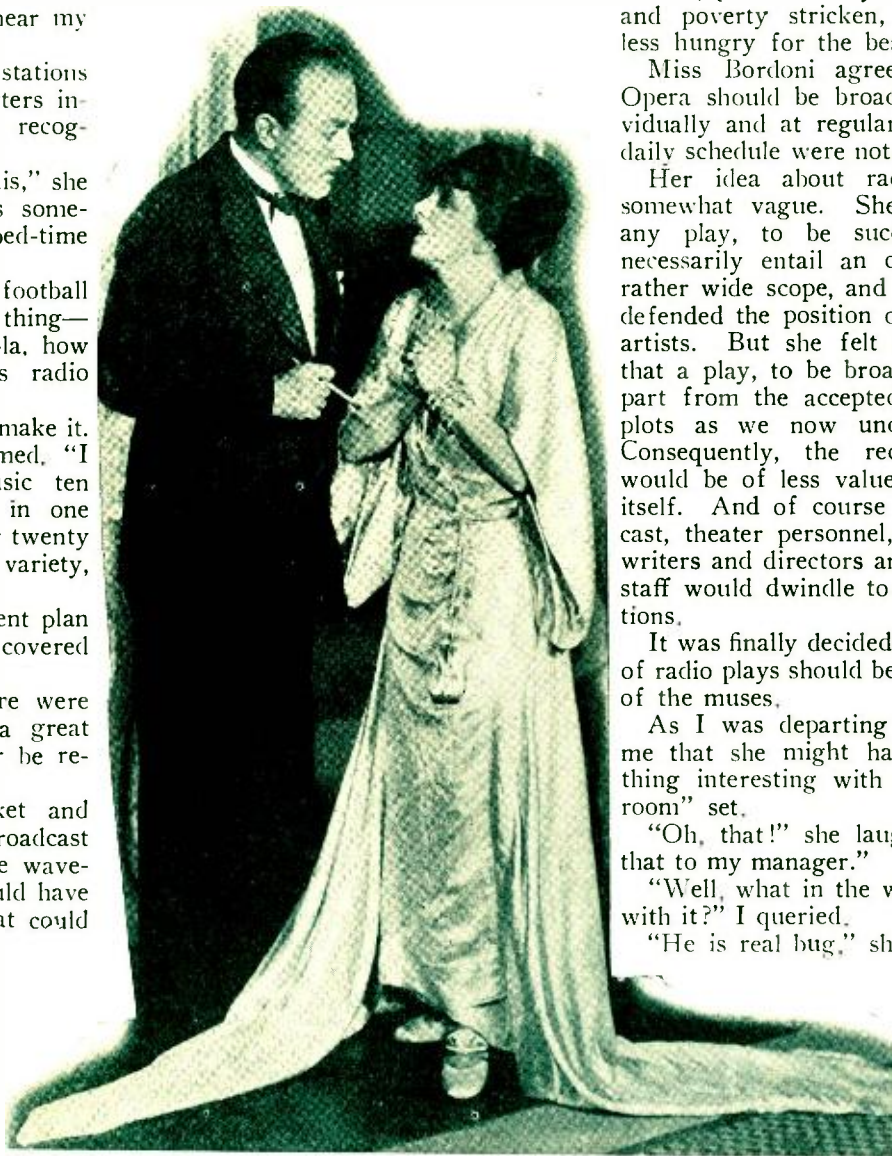 near my
stations
ters in-
recog-
is," she
s some-
bed-time
football
thing—
-la, how
s radio
make it.
med, "I
sic ten
in one
twenty
variety,
ent plan
covered
re were
a great
r be re-
ket and
roadcast
e wave-
uld have
at could
and poverty stricken,
less hungry for the be
Miss Bordoni agree
Opera should be broad
vidually and at regular
daily schedule were not
Her idea about rad
somewhat vague. She
any play, to be succ
necessarily entail an o
rather wide scope, and
defended the position o
artists. But she felt
that a play, to be broa
part from the accepted
plots as we now und
Consequently, the rec
would be of less value
itself. And of course
cast, theater personnel,
writers and directors an
staff would dwindle to
tions.
It was finally decided
of radio plays should be
of the muses.
As I was departing
me that she might ha
thing interesting with
room" set.
"Oh, that!" she laug
that to my manager."
"Well, what in the w
with it?" I queried.
"He is real bug," sh